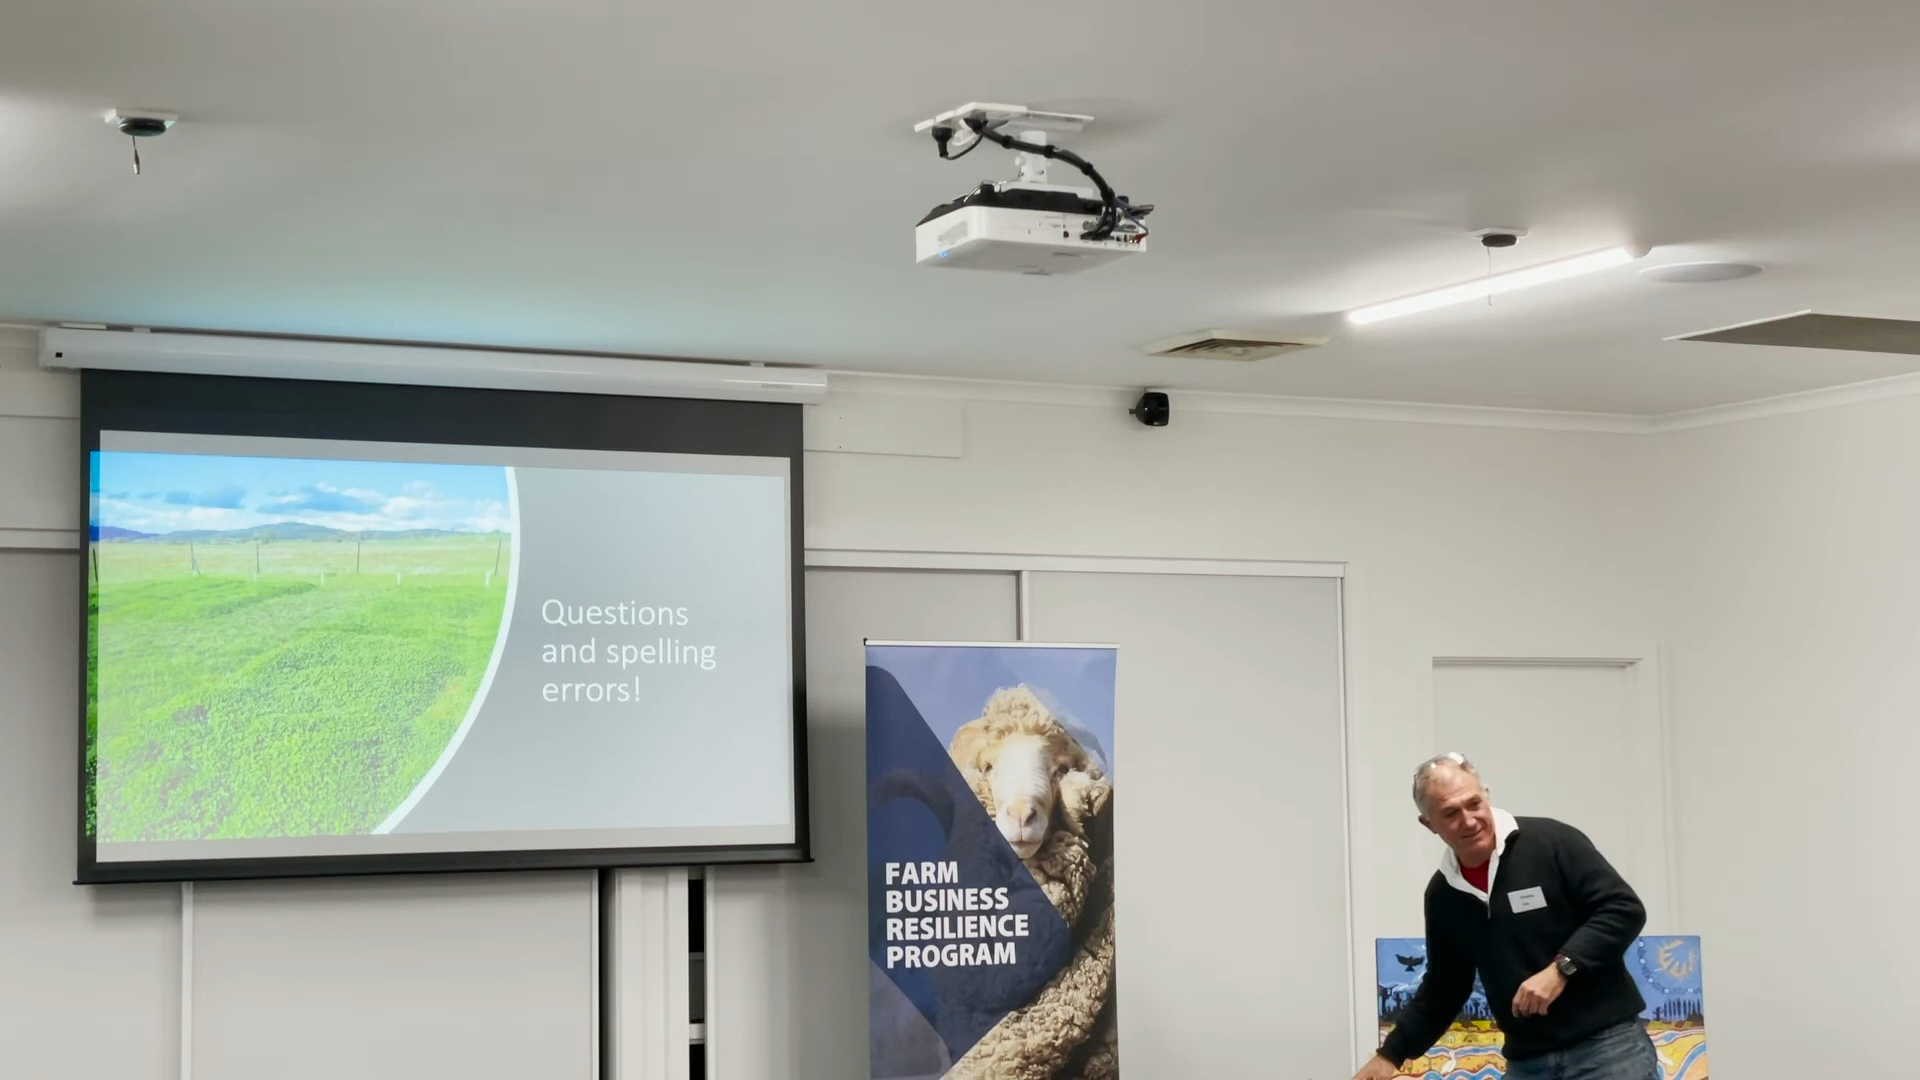 Questions
and spelling
errors!
FARM
BUSINESS
RESILIENCE
PROGRAM